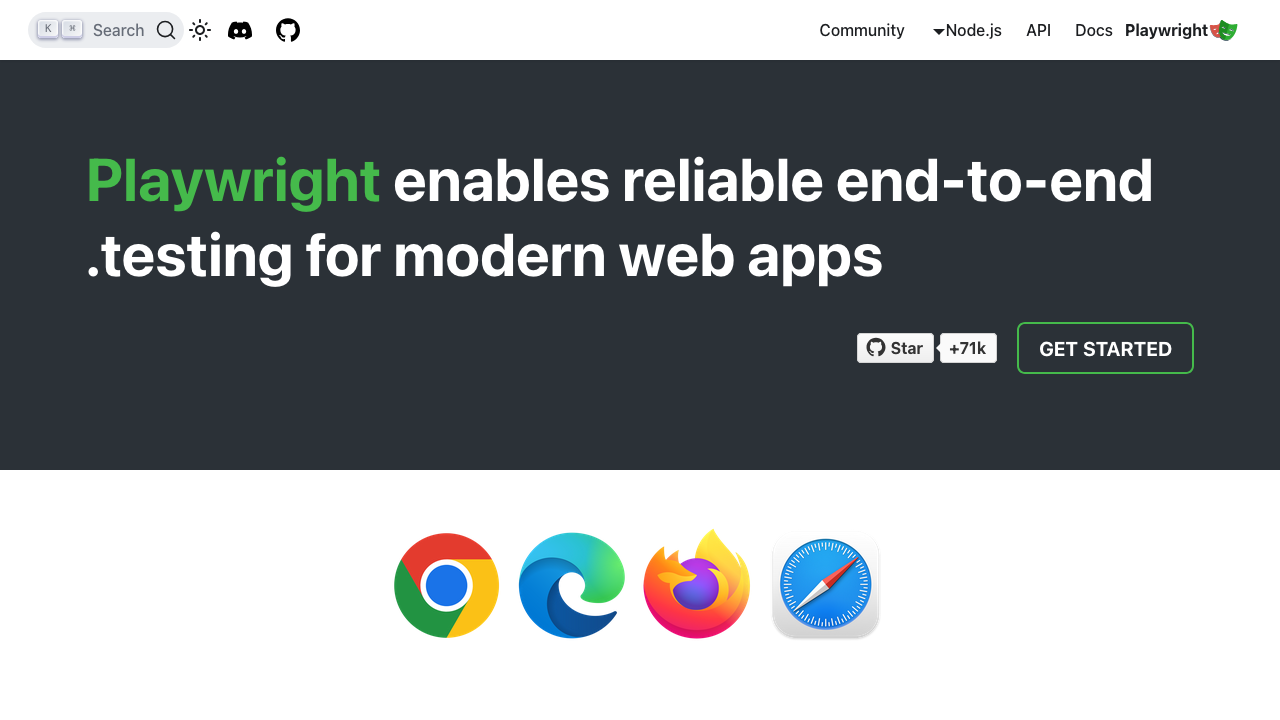 K ⌘ Search
Community Node.js API Docs Playwright
Playwright enables reliable end-to-end
.testing for modern web apps
Star +71k GET STARTED